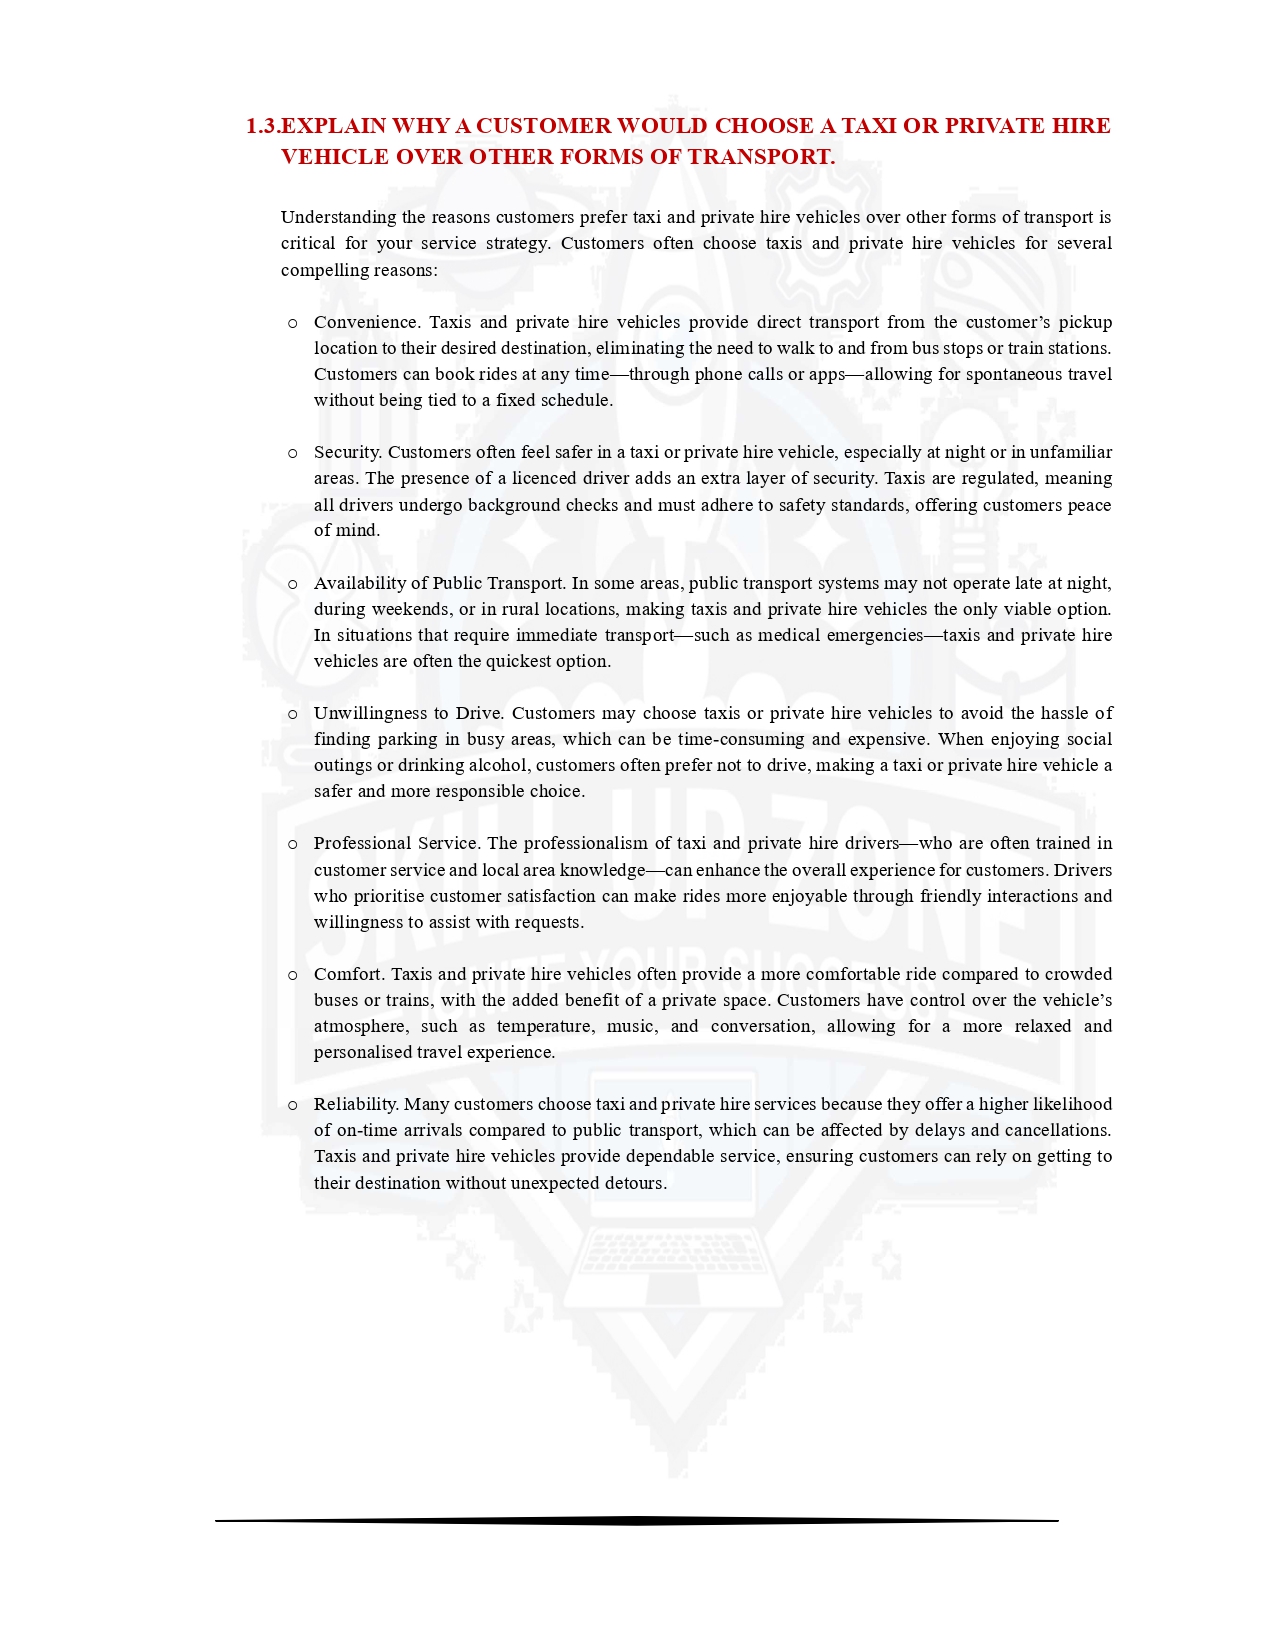 1.3.EXPLAIN WHY A CUSTOMER WOULD CHOOSE A TAXI OR PRIVATE HIRE
VEHICLE OVER OTHER FORMS OF TRANSPORT.
Understanding the reasons customers prefer taxi and private hire vehicles over other forms of transport is
critical for your service strategy. Customers often choose taxis and private hire vehicles for several
compelling reasons:
o Convenience. Taxis and private hire vehicles provide direct transport from the customer’s pickup
location to their desired destination, eliminating the need to walk to and from bus stops or train stations.
Customers can book rides at any time—through phone calls or apps—allowing for spontaneous travel
without being tied to a fixed schedule.
o Security. Customers often feel safer in a taxi or private hire vehicle, especially at night or in unfamiliar
areas. The presence of a licenced driver adds an extra layer of security. Taxis are regulated, meaning
all drivers undergo background checks and must adhere to safety standards, offering customers peace
of mind.
o Availability of Public Transport. In some areas, public transport systems may not operate late at night,
during weekends, or in rural locations, making taxis and private hire vehicles the only viable option.
In situations that require immediate transport—such as medical emergencies—taxis and private hire
vehicles are often the quickest option.
o Unwillingness to Drive. Customers may choose taxis or private hire vehicles to avoid the hassle of
finding parking in busy areas, which can be time-consuming and expensive. When enjoying social
outings or drinking alcohol, customers often prefer not to drive, making a taxi or private hire vehicle a
safer and more responsible choice.
o Professional Service. The professionalism of taxi and private hire drivers—who are often trained in
customer service and local area knowledge—can enhance the overall experience for customers. Drivers
who prioritise customer satisfaction can make rides more enjoyable through friendly interactions and
willingness to assist with requests.
o Comfort. Taxis and private hire vehicles often provide a more comfortable ride compared to crowded
buses or trains, with the added benefit of a private space. Customers have control over the vehicle’s
atmosphere, such as temperature, music, and conversation, allowing for a more relaxed and
personalised travel experience.
o Reliability. Many customers choose taxi and private hire services because they offer a higher likelihood
of on-time arrivals compared to public transport, which can be affected by delays and cancellations.
Taxis and private hire vehicles provide dependable service, ensuring customers can rely on getting to
their destination without unexpected detours.
SKILL UP ZONE
IGNITE YOUR SUCCESS